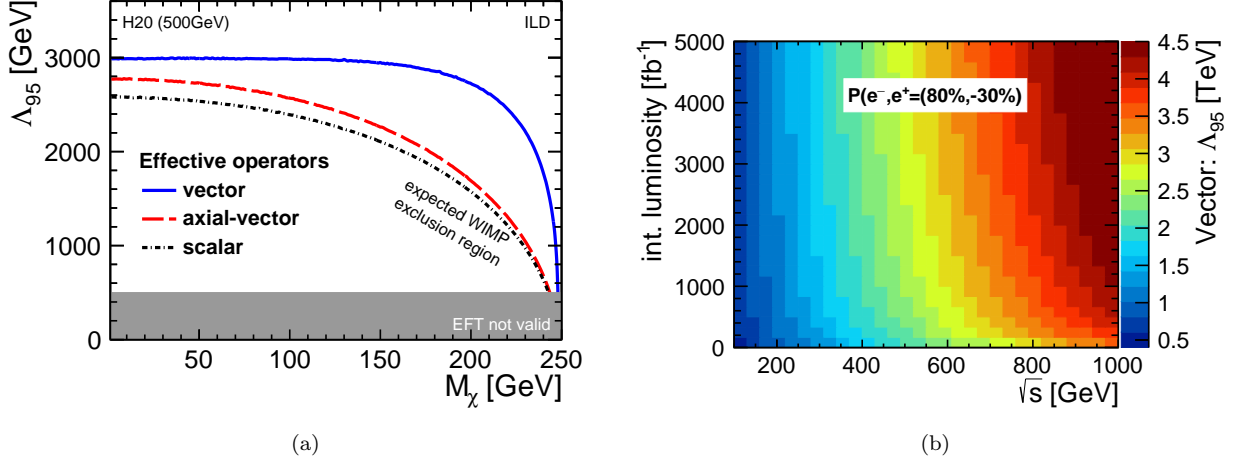 H20 (500GeV)
ILD
Λ95 [GeV]
3000
2000
1000
0
Effective operators
vector
axial-vector
scalar
expected WIMP
exclusion region
EFT not valid
50
100
150
200
250
Mχ [GeV]
(a)
int. luminosity [fb-1]
5000
4000
3000
2000
1000
0
P(e−,e+=(80%,-30%)
200
400
600
800
1000
√s [GeV]
4.5
4
3.5
3
2.5
2
1.5
1
0.5
Vector: Λ95 [TeV]
(b)